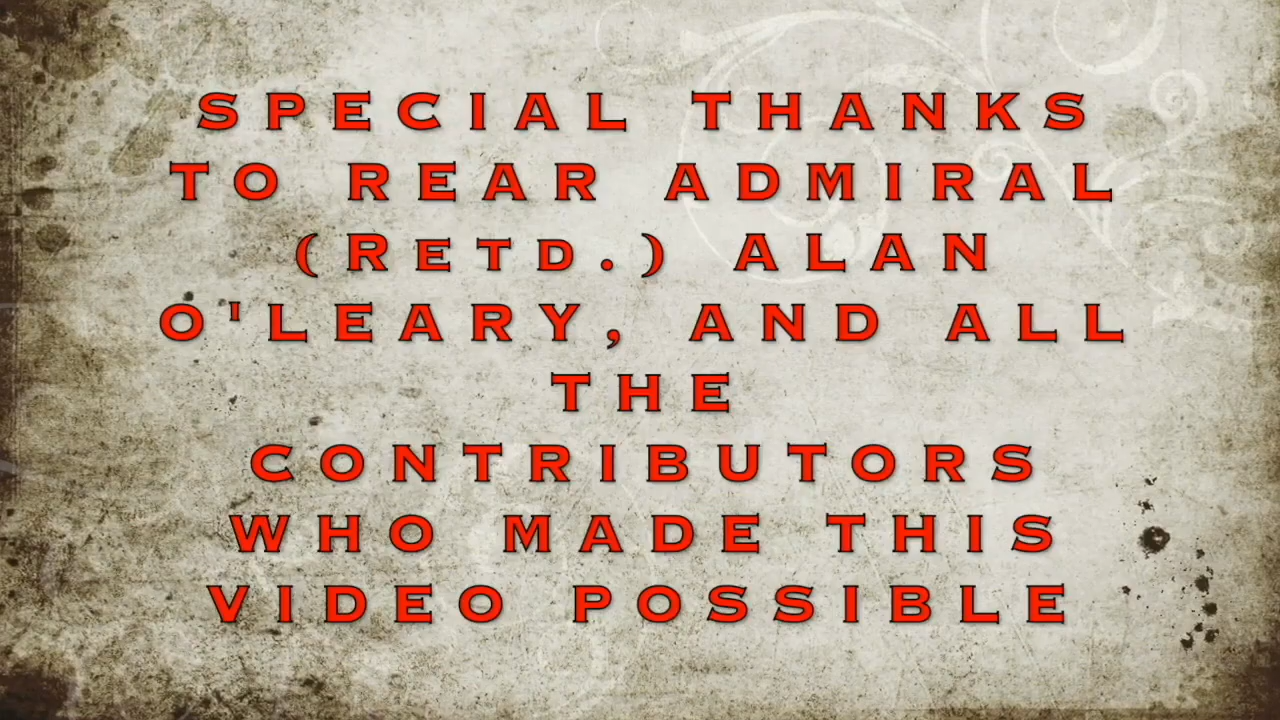 SPECIAL THANKS
TO REAR ADMIRAL
(RETD.) ALAN
O'LEARY, AND ALL
THE
CONTRIBUTORS
WHO MADE THIS
VIDEO POSSIBLE